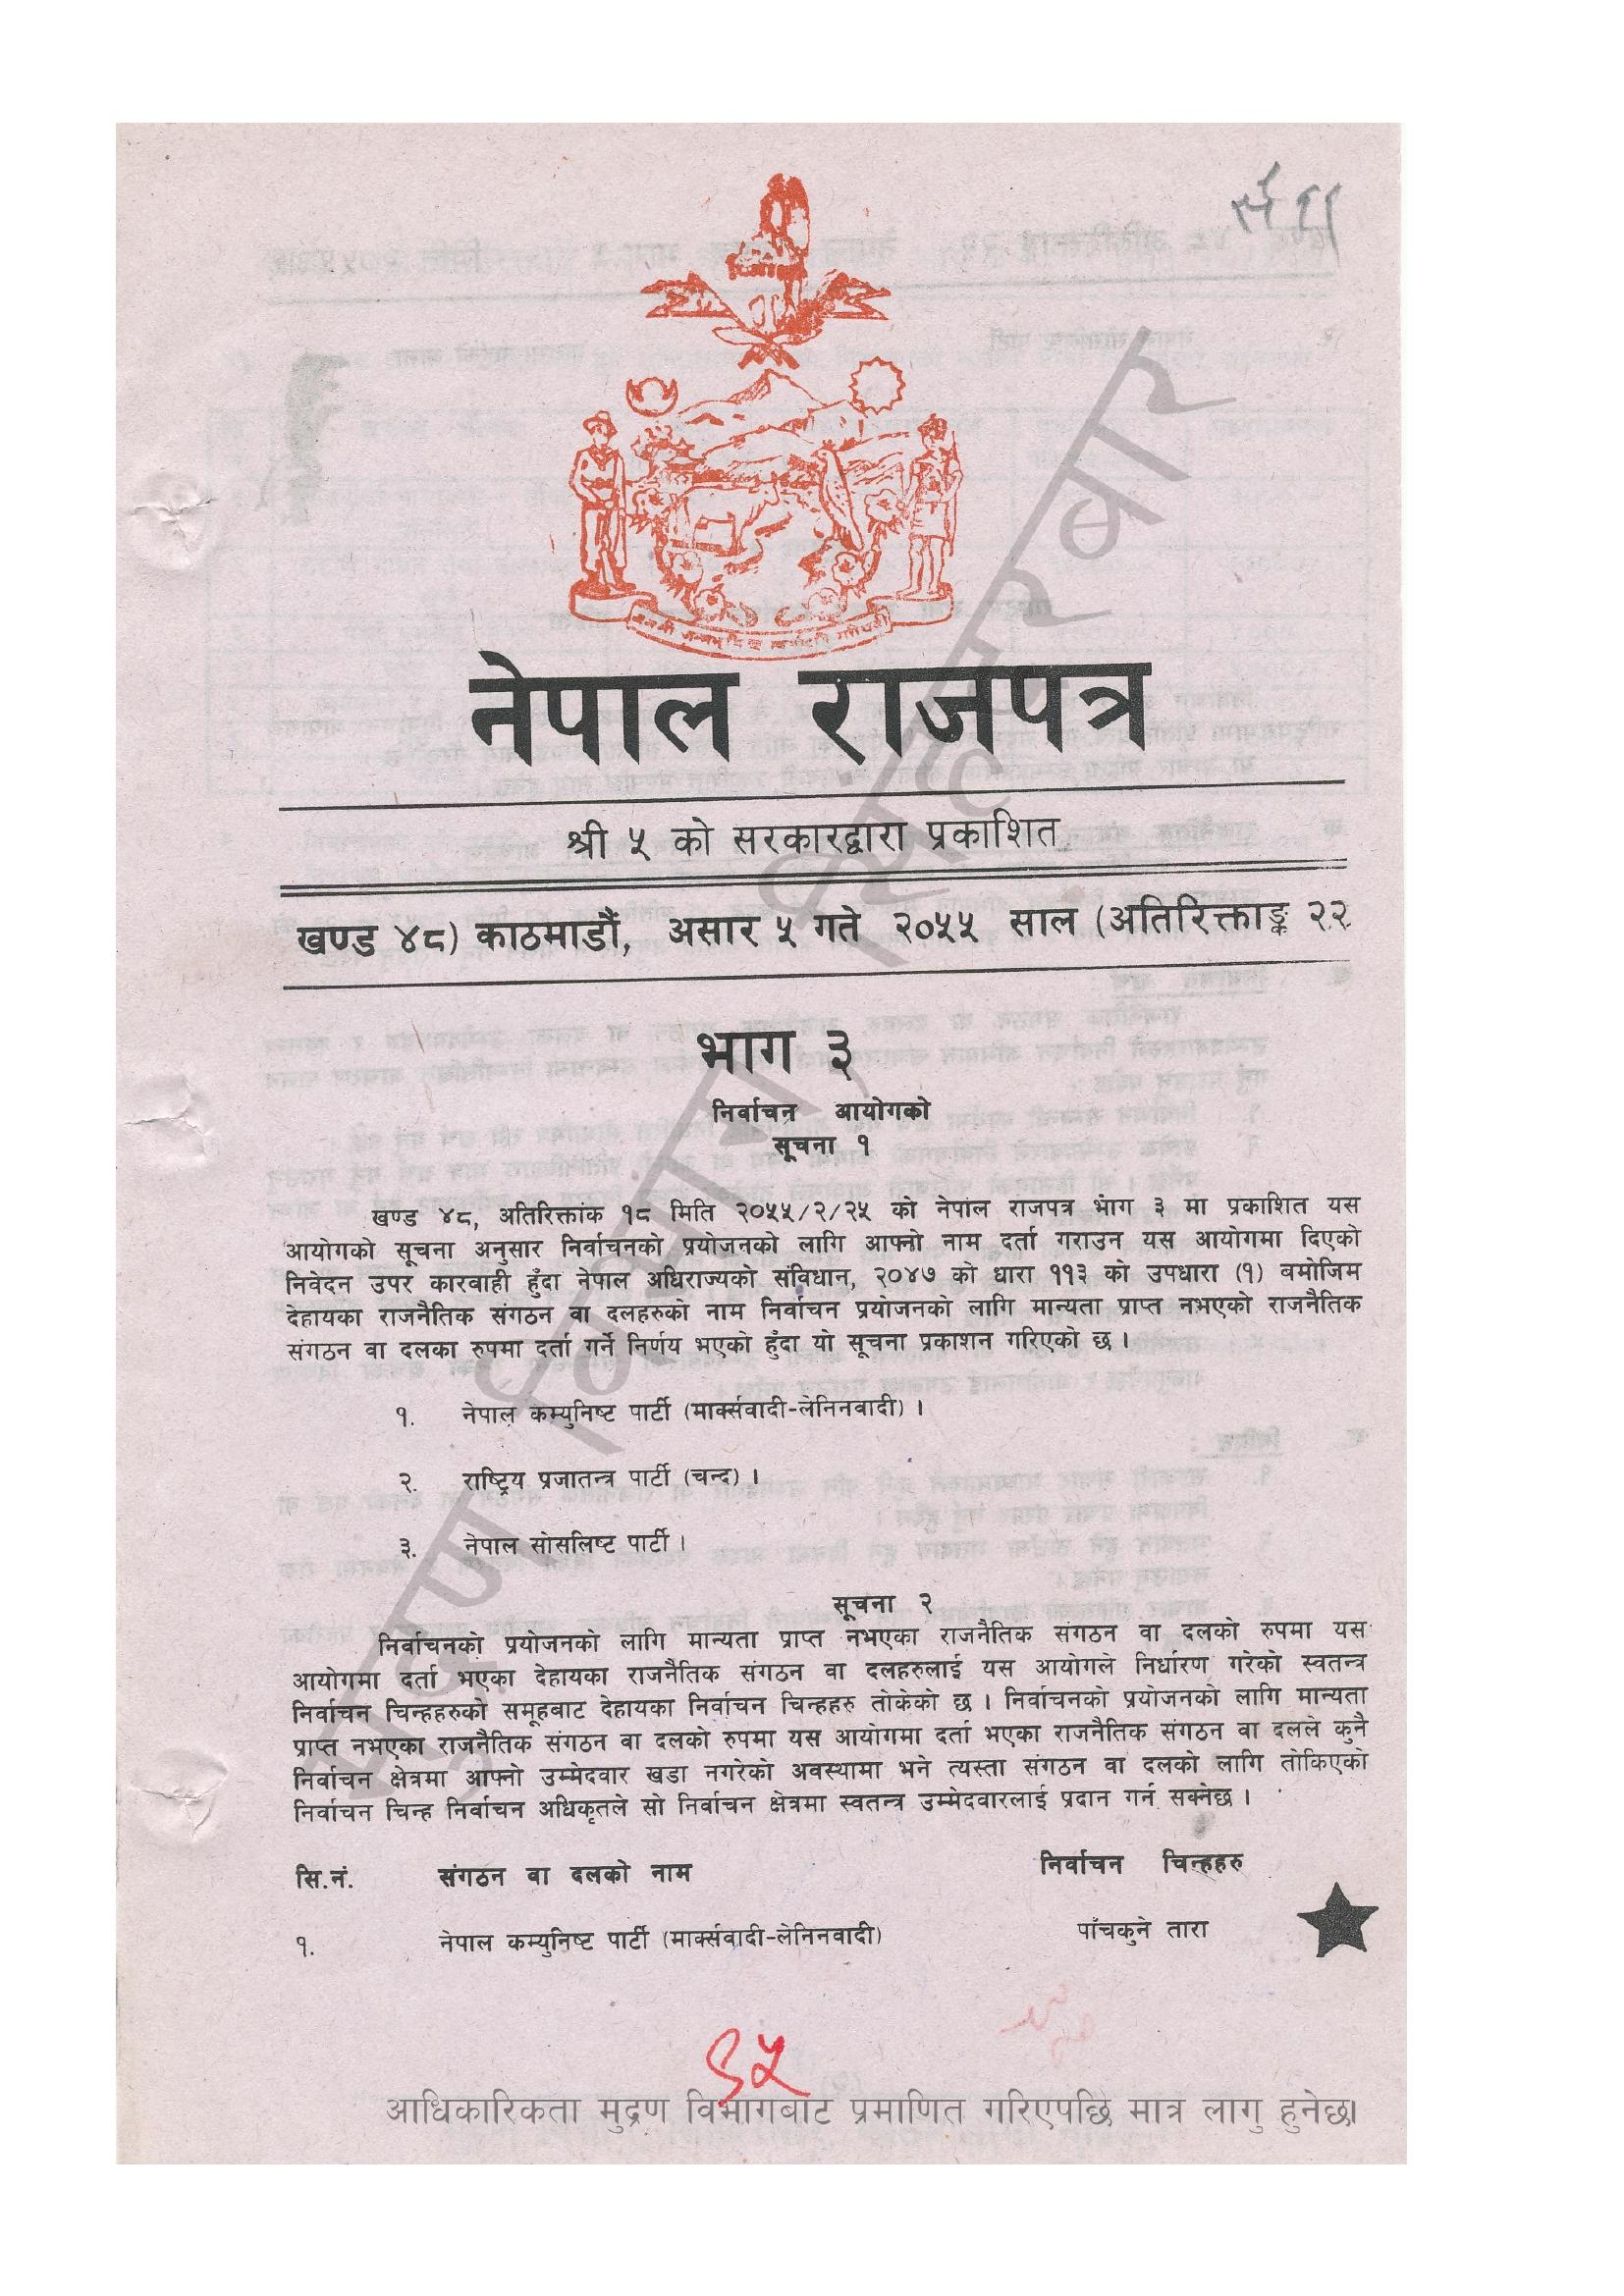 नेपाल राजपत्र
श्री ५ को सरकारद्वारा प्रकाशित
खण्ड ४८) काठमाडौं, असार ५ गते २०५५ साल (अतिरिक्ताङ्क २२
भाग ३
निर्वाचन आयोगको
सूचना १
खण्ड ४८, अतिरिक्तांक १८ मिति २०५५/२/२५ को नेपाल राजपत्र भाग ३ मा प्रकाशित यस
आयोगको सूचना अनुसार निर्वाचनको प्रयोजनको लागि आफ्नो नाम दर्ता गराउन यस आयोगमा दिएको
निवेदन उपर कारवाही हुँदा नेपाल अधिराज्यको संविधान, २०४७ को धारा ११३ को उपधारा (१) बमोजिम
देहायका राजनैतिक संगठन वा दलहरुको नाम निर्वाचन प्रयोजनको लागि मान्यता प्राप्त नभएको राजनैतिक
संगठन वा दलका रुपमा दर्ता गर्ने निर्णय भएको हुँदा यो सूचना प्रकाशन गरिएको छ ।
१. नेपाल कम्युनिष्ट पार्टी (मार्क्सवादी-लेनिनवादी) ।
२. राष्ट्रिय प्रजातन्त्र पार्टी (चन्द) ।
३. नेपाल सोसलिष्ट पार्टी ।
सूचना २
निर्वाचनको प्रयोजनको लागि मान्यता प्राप्त नभएका राजनैतिक संगठन वा दलको रुपमा यस
आयोगमा दर्ता भएका देहायका राजनैतिक संगठन वा दलहरुलाई यस आयोगले निर्धारण गरेको स्वतन्त्र
निर्वाचन चिन्हहरुको समूहबाट देहायका निर्वाचन चिन्हहरु तोकेको छ । निर्वाचनको प्रयोजनको लागि मान्यता
प्राप्त नभएका राजनैतिक संगठन वा दलको रुपमा यस आयोगमा दर्ता भएका राजनैतिक संगठन वा दलले कुनै
निर्वाचन क्षेत्रमा आफ्नो उम्मेदवार खडा नगरेको अवस्थामा भने त्यस्ता संगठन वा दलको लागि तोकिएको
निर्वाचन चिन्ह निर्वाचन अधिकृतले सो निर्वाचन क्षेत्रमा स्वतन्त्र उम्मेदवारलाई प्रदान गर्न सक्नेछ ।
सि.नं. संगठन वा दलको नाम निर्वाचन चिन्हहरु
१. नेपाल कम्युनिष्ट पार्टी (मार्क्सवादी-लेनिनवादी) पाँचकुने तारा
९५
आधिकारिकता मुद्रण विभागबाट प्रमाणित गरिएपछि मात्र लागु हुनेछ।